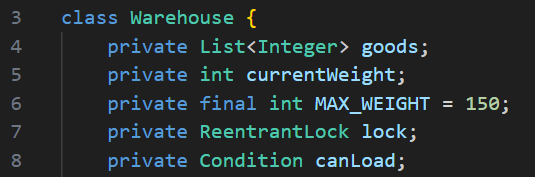 3 class Warehouse {
4     private List<Integer> goods;
5     private int currentWeight;
6     private final int MAX_WEIGHT = 150;
7     private ReentrantLock lock;
8     private Condition canLoad;